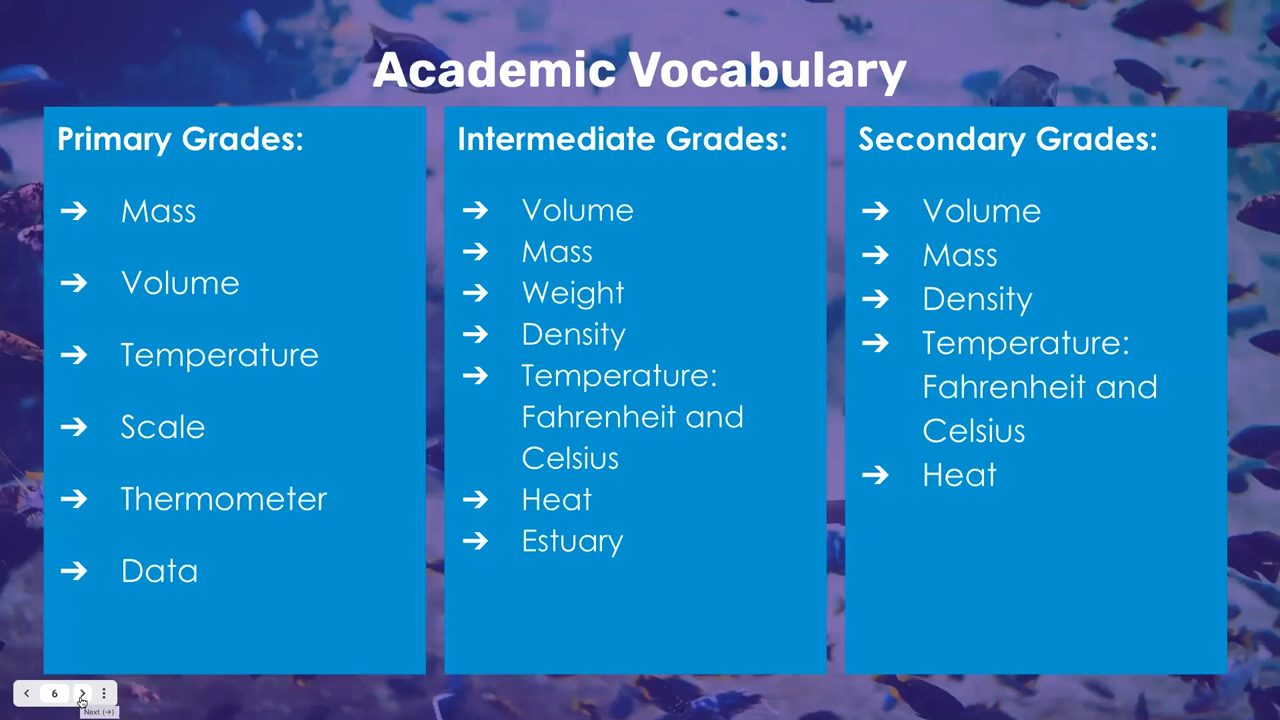 Academic Vocabulary
Primary Grades:
➔ Mass
➔ Volume
➔ Temperature
➔ Scale
➔ Thermometer
➔ Data
Intermediate Grades:
➔ Volume
➔ Mass
➔ Weight
➔ Density
➔ Temperature:
Fahrenheit and
Celsius
➔ Heat
➔ Estuary
Secondary Grades:
➔ Volume
➔ Mass
➔ Density
➔ Temperature:
Fahrenheit and
Celsius
➔ Heat
6
Next (→)